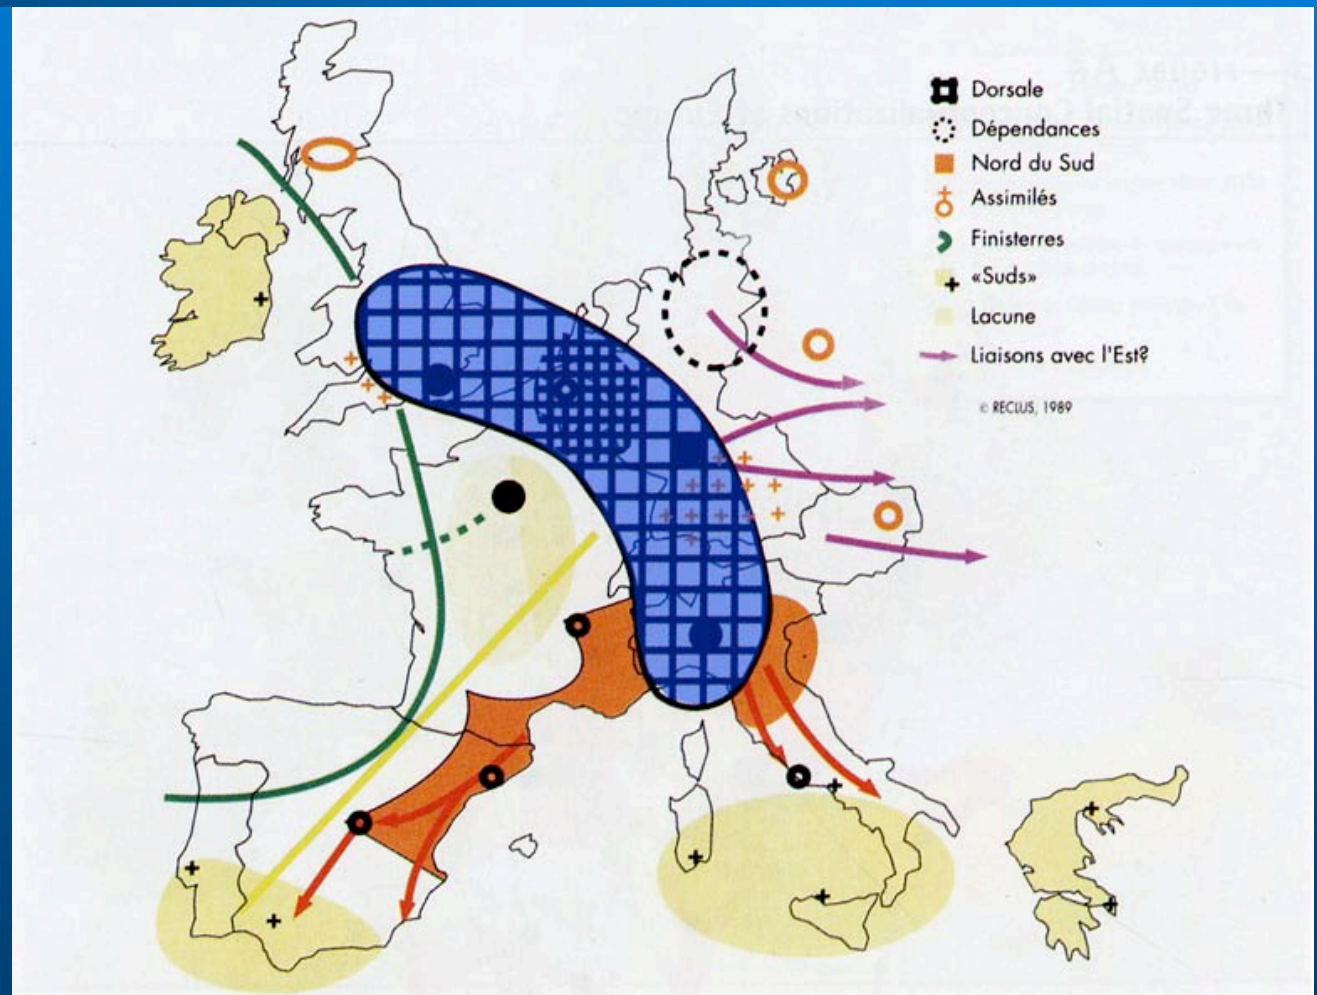 Dorsale
Dépendances
Nord du Sud
Assimilés
Finisterres
«Suds»
Lacune
Liaisons avec l'Est?
© RECLUS, 1989